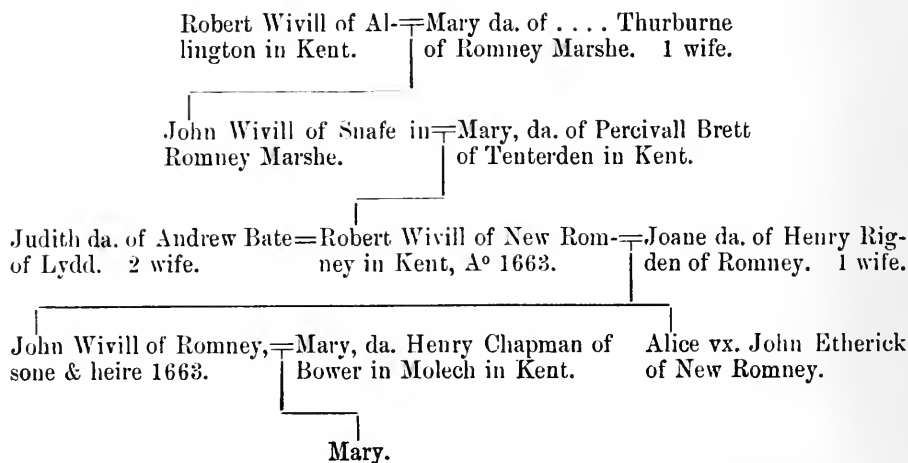 Robert Wivill of Al-
lington in Kent.
Mary da. of .... Thurburne
of Romney Marshe. 1 wife.
John Wivill of Snafe in
Romney Marshe.
Mary, da. of Percivall Brett
of Tenterden in Kent.
Judith da. of Andrew Bate
of Lydd. 2 wife.
Robert Wivill of New Rom-
ney in Kent, Aº 1663.
Joane da. of Henry Rig-
den of Romney. 1 wife.
John Wivill of Romney,
sone & heire 1663.
Mary, da. Henry Chapman of
Bower in Molech in Kent.
Alice vx. John Etherick
of New Romney.
Mary.